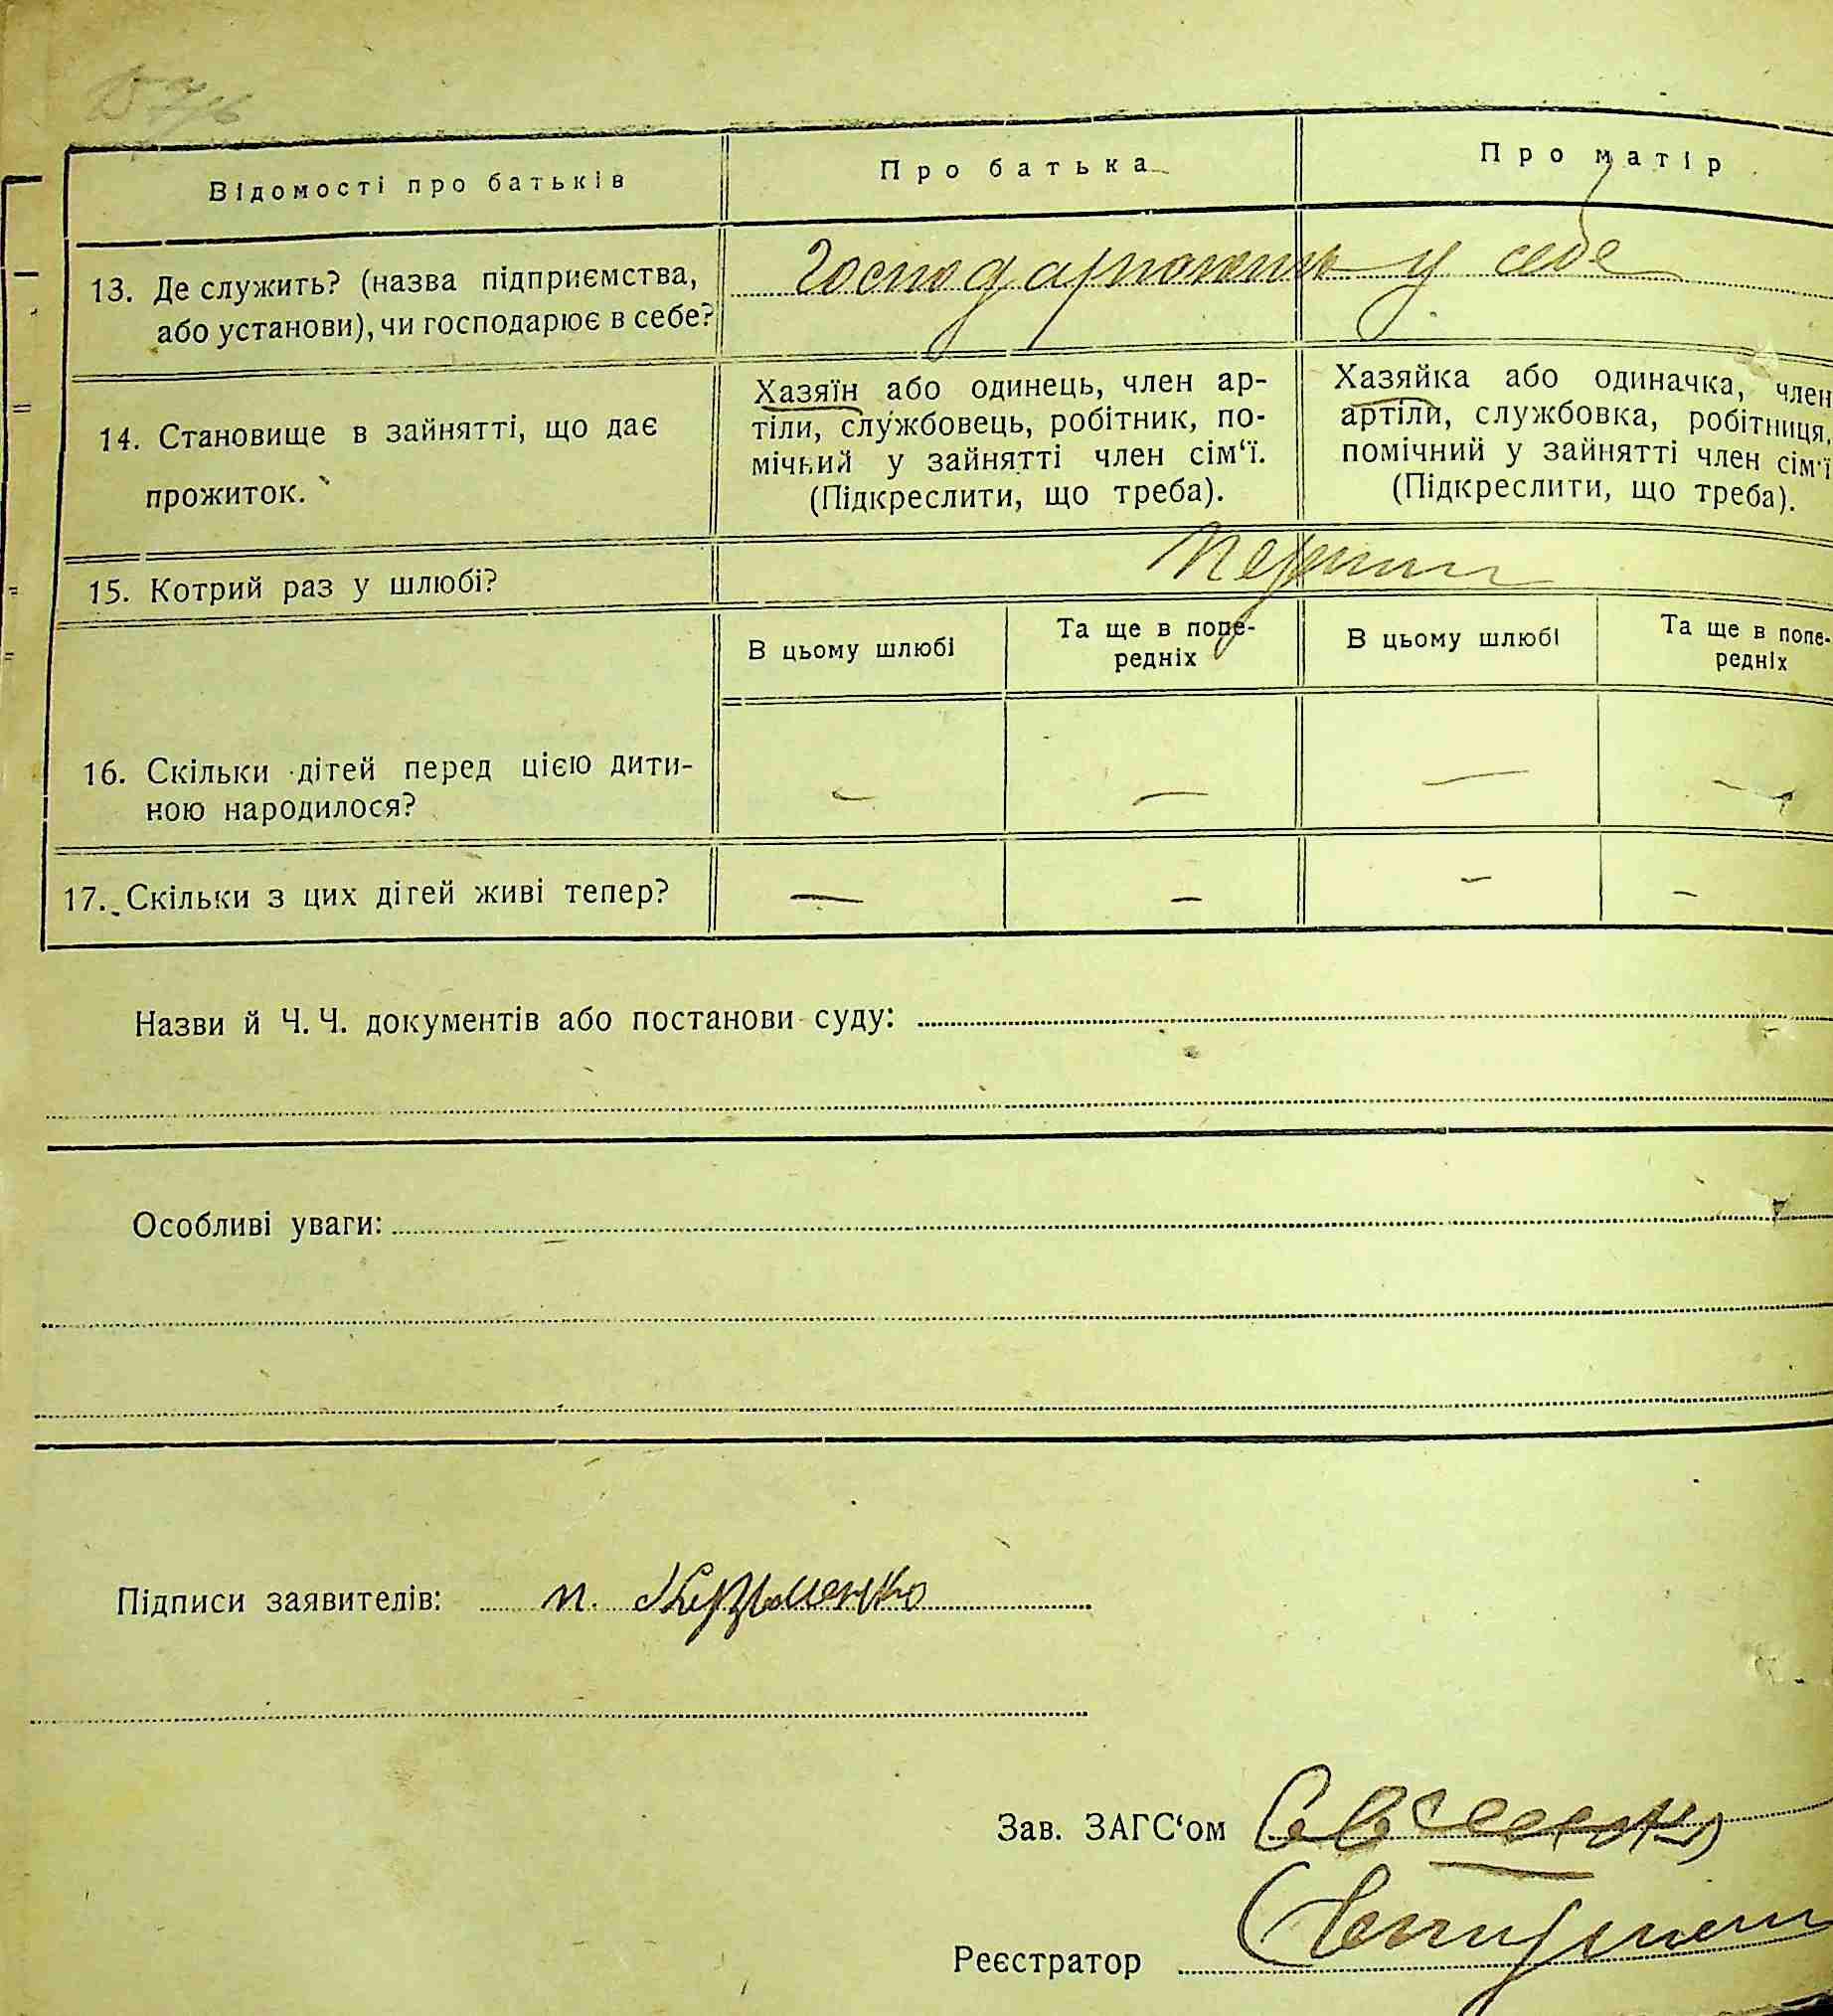 Відомості про батьків
Про батька
Про матір
13. Де служить? (назва підприємства,
або установи), чи господарює в себе?
Господарюють у себе
14. Становище в зайнятті, що дає
прожиток.
Хазяїн або одинець, член ар-
тіли, службовець, робітник, по-
мічний у зайнятті член сім‘ї.
(Підкреслити, що треба).
Хазяйка або одиначка, член
артіли, службовка, робітниця,
помічний у зайнятті член сім‘ї
(Підкреслити, що треба).
15. Котрий раз у шлюбі?
Перший
В цьому шлюбі
Та ще в попе-
редніх
В цьому шлюбі
Та ще в попе-
редніх
16. Скільки дітей перед цією дити-
ною народилося?
— — — —
17. Скільки з цих дітей живі тепер?
— — — —
Назви й Ч. Ч. документів або постанови суду:
Особливі уваги:
Підписи заявителів: п.
Зав. ЗАГС‘ом
Реєстратор